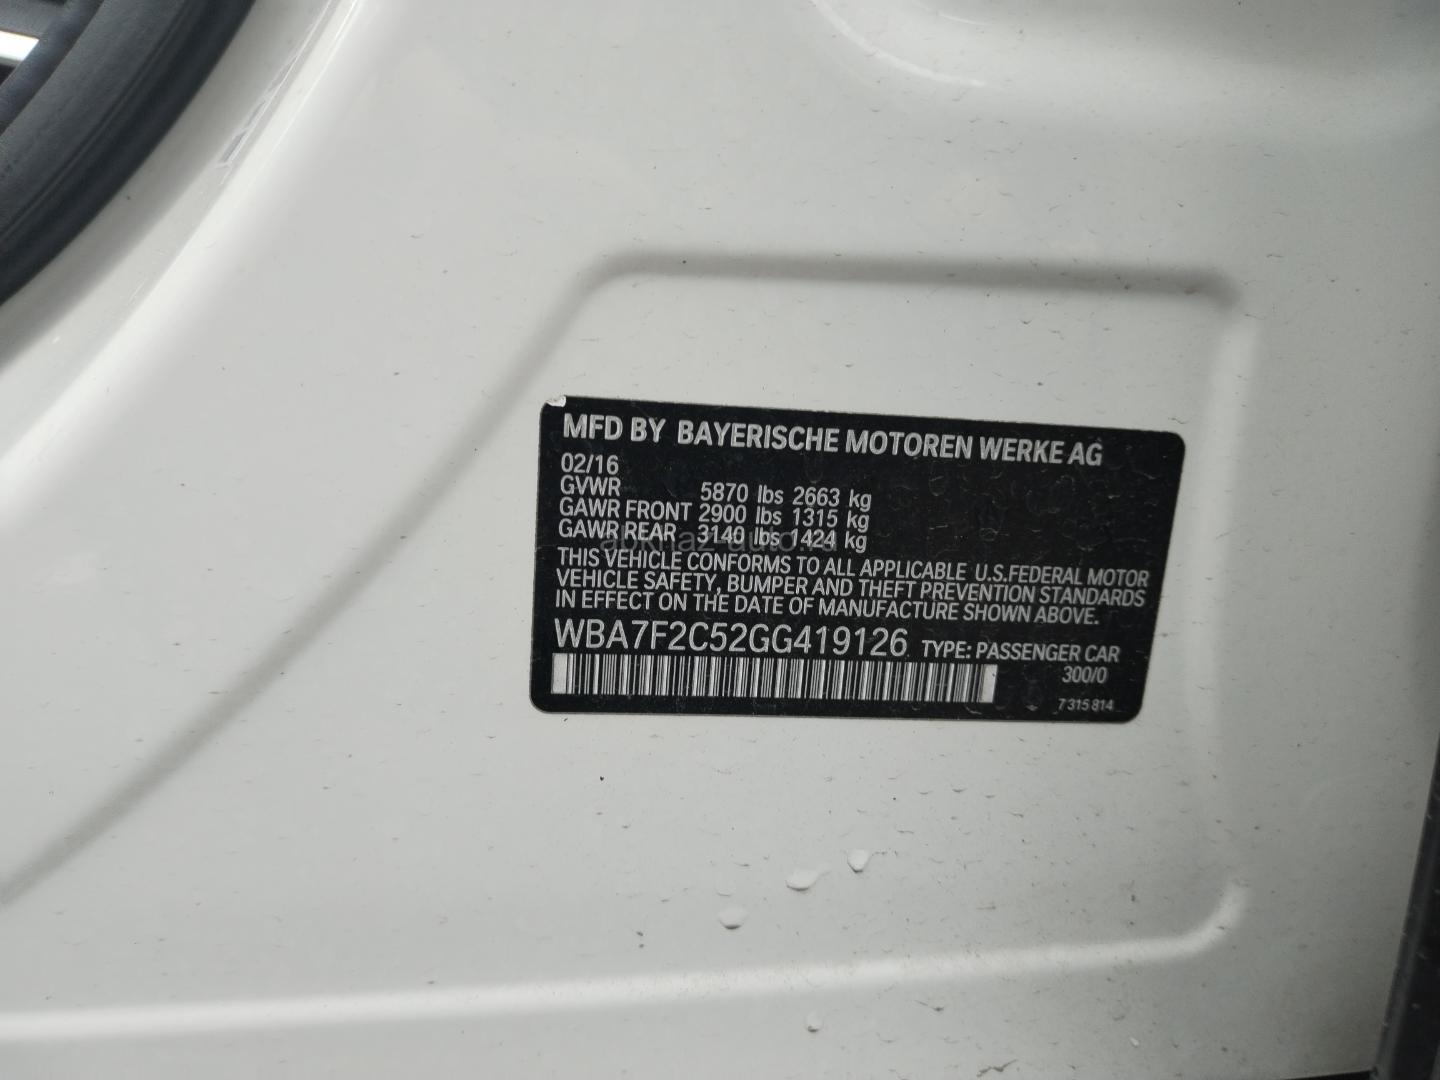 MFD BY BAYERISCHE MOTOREN WERKE AG
02/16
GVWR 5870 lbs 2663 kg
GAWR FRONT 2900 lbs 1315 kg
GAWR REAR 3140 lbs 1424 kg
abkhaz-auto.ru
THIS VEHICLE CONFORMS TO ALL APPLICABLE U.S.FEDERAL MOTOR
VEHICLE SAFETY, BUMPER AND THEFT PREVENTION STANDARDS
IN EFFECT ON THE DATE OF MANUFACTURE SHOWN ABOVE.
WBA7F2C52GG419126 TYPE: PASSENGER CAR
300/0
7 315 814